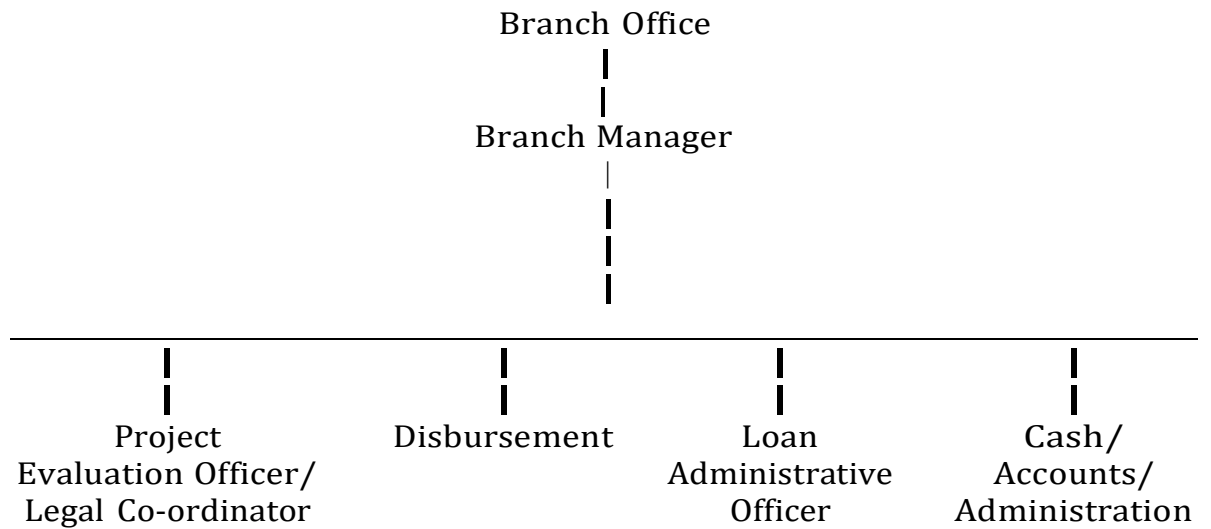 Branch Office
Branch Manager
Project
Evaluation Officer/
Legal Co-ordinator
Disbursement
Loan
Administrative
Officer
Cash/
Accounts/
Administration